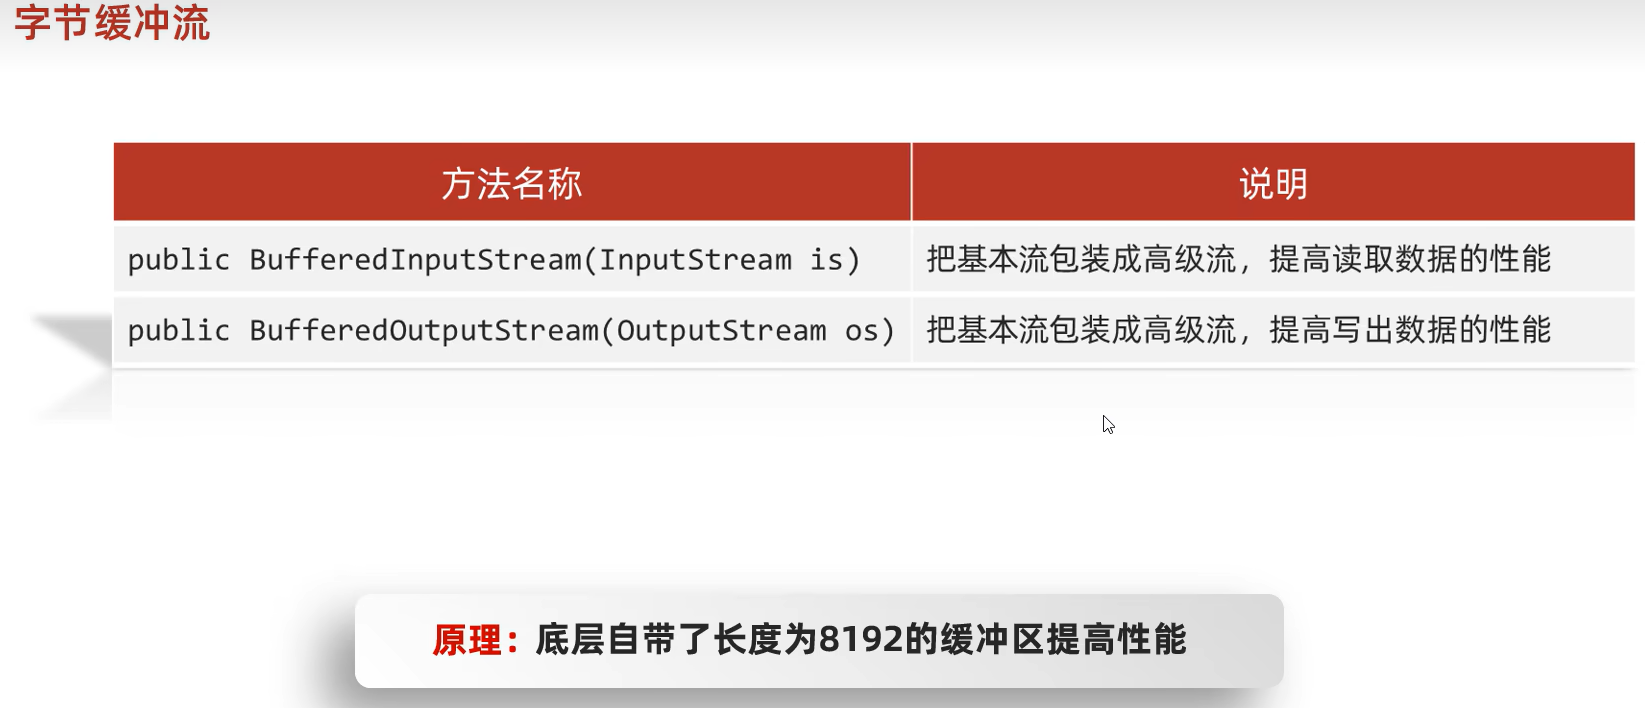 字节缓冲流
方法名称 说明
public BufferedInputStream(InputStream is) 把基本流包装成高级流，提高读取数据的性能
public BufferedOutputStream(OutputStream os) 把基本流包装成高级流，提高写出数据的性能
原理：底层自带了长度为8192的缓冲区提高性能